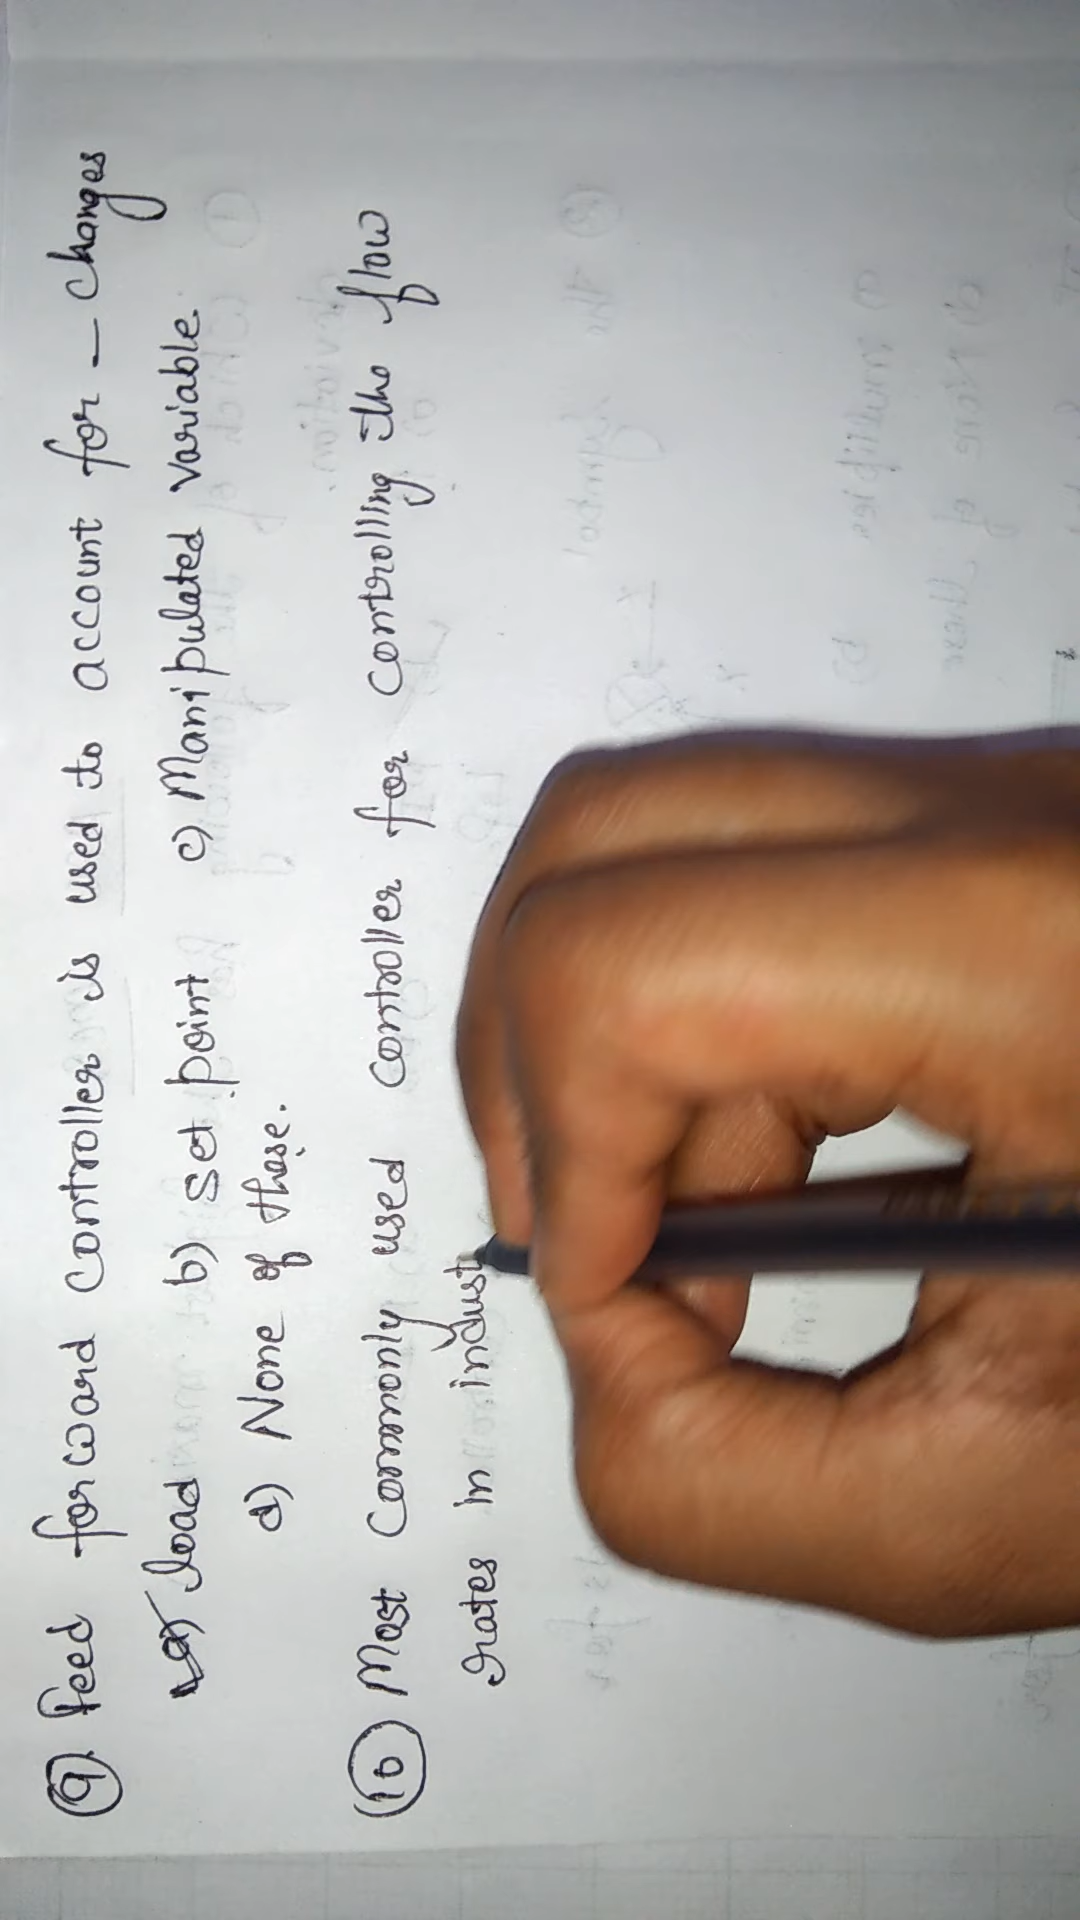 9 Feed forward controller is used to account for - changes
a) load b) set point c) Manipulated variable.
d) None of these.
10 Most commonly used controller for controlling the flow
rates in indust